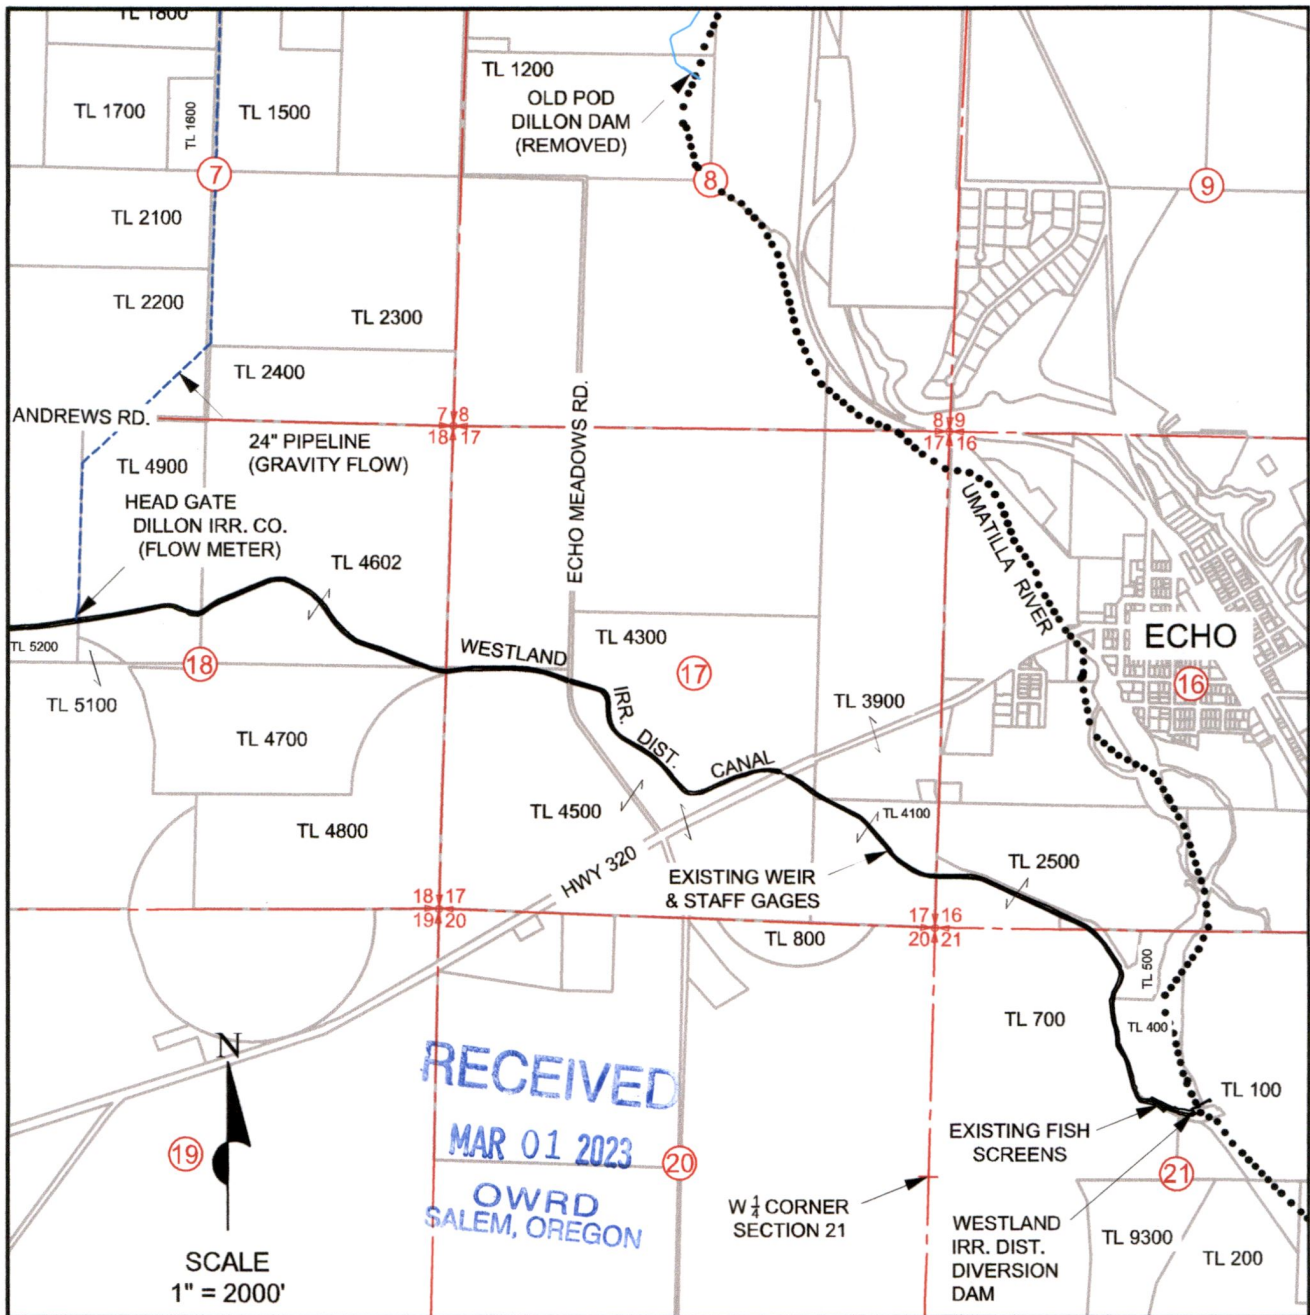 TL 1800
TL 1200
OLD POD
DILLON DAM
(REMOVED)
TL 1700
TL 1600
TL 1500
7
8
9
TL 2100
TL 2200
TL 2300
TL 2400
ANDREWS RD.
24" PIPELINE
(GRAVITY FLOW)
7 8
18 17
8 9
17 16
ECHO MEADOWS RD.
TL 4900
HEAD GATE
DILLON IRR. CO.
(FLOW METER)
UMATILLA RIVER
TL 4602
TL 5200
18
TL 5100
WESTLAND
IRR. DIST.
CANAL
TL 4300
17
ECHO
16
TL 3900
TL 4700
TL 4800
TL 4500
TL 4100
HWY 320
EXISTING WEIR
& STAFF GAGES
TL 2500
18 17
19 20
17 16
20 21
TL 800
TL 500
TL 700
TL 400
TL 100
N
RECEIVED
MAR 01 2023
OWRD
SALEM, OREGON
19
20
EXISTING FISH
SCREENS
21
W 1/4 CORNER
SECTION 21
WESTLAND
IRR. DIST.
DIVERSION
DAM
TL 9300
TL 200
SCALE
1" = 2000'